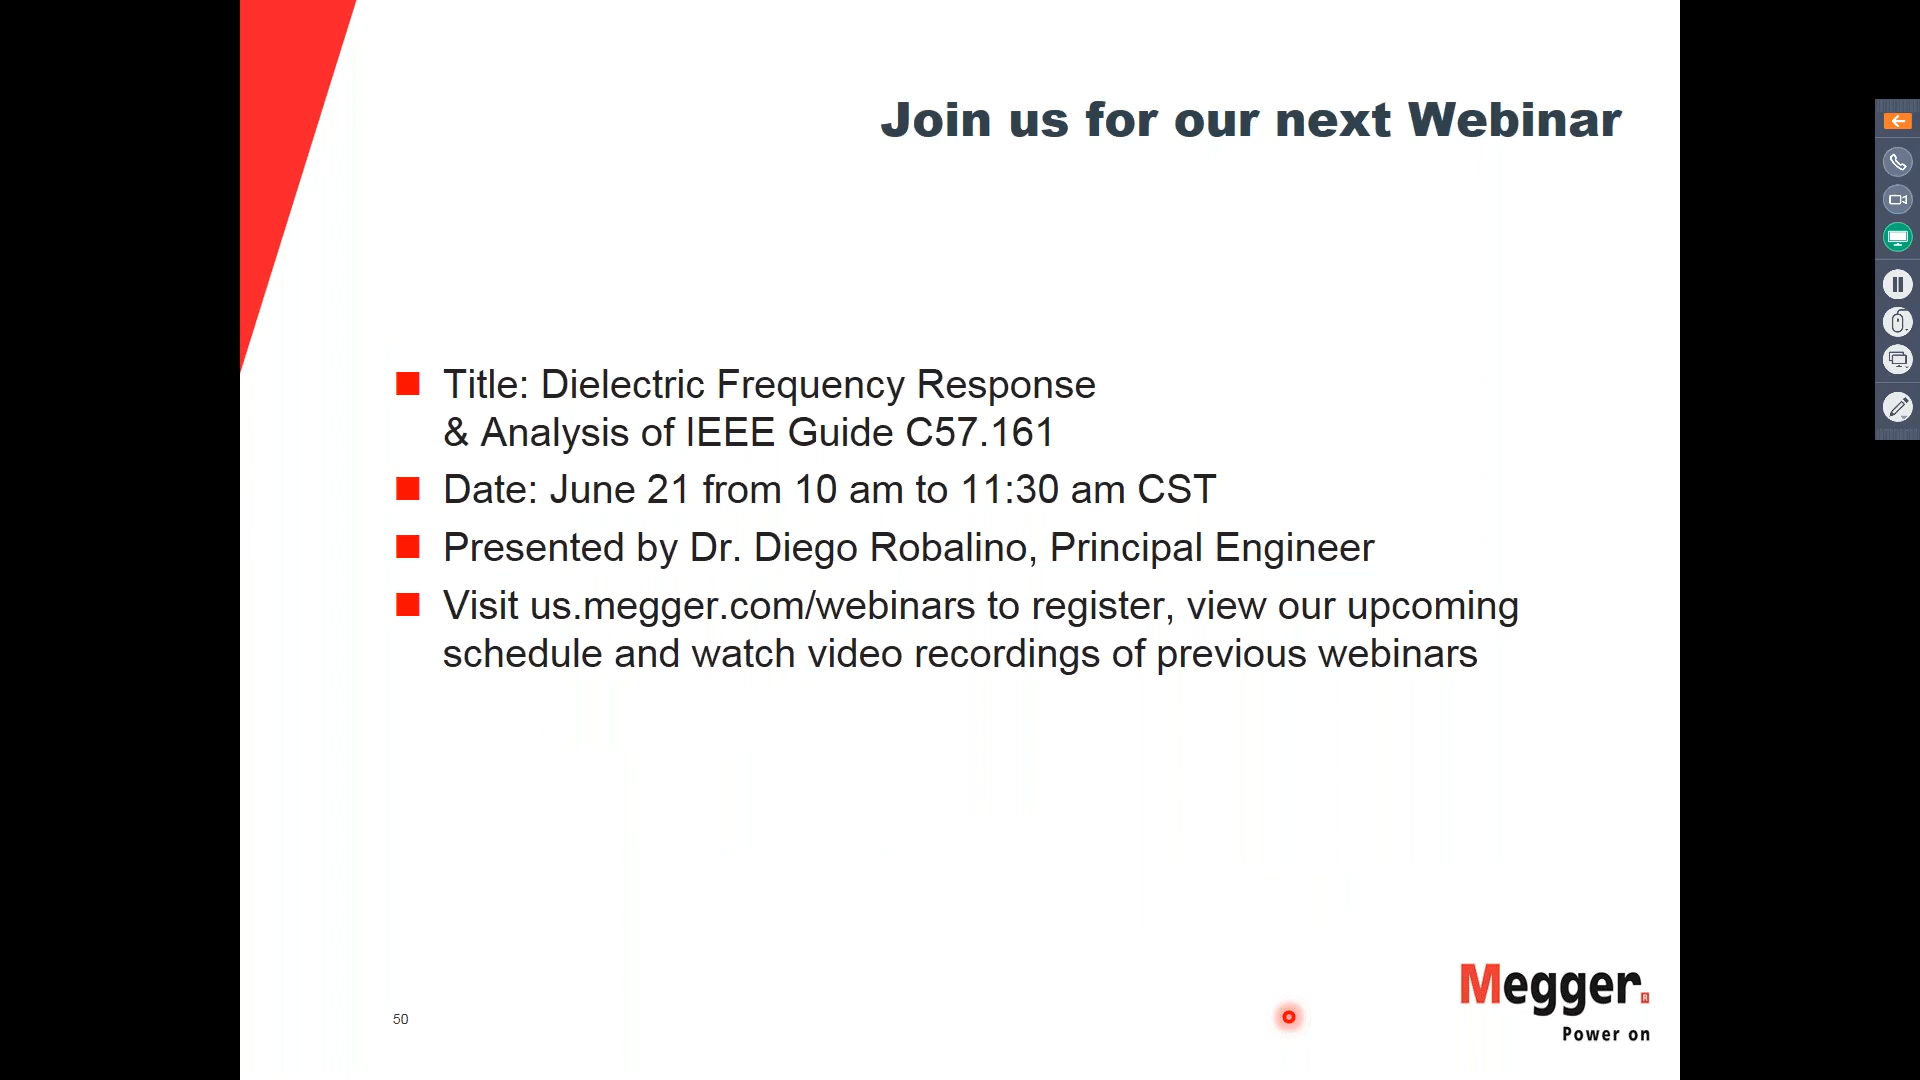 Join us for our next Webinar
Title: Dielectric Frequency Response
& Analysis of IEEE Guide C57.161
Date: June 21 from 10 am to 11:30 am CST
Presented by Dr. Diego Robalino, Principal Engineer
Visit us.megger.com/webinars to register, view our upcoming
schedule and watch video recordings of previous webinars
Megger.
Power on
50